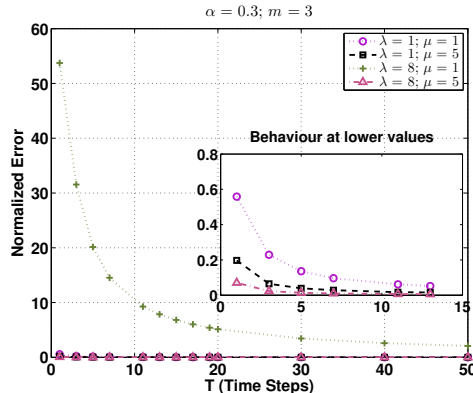 α = 0.3; m = 3
60
50
40
30
20
10
0
Normalized Error
λ = 1; μ = 1
λ = 1; μ = 5
λ = 8; μ = 1
λ = 8; μ = 5
Behaviour at lower values
0.8
0.6
0.4
0.2
0
0 5 10 15
0 10 20 30 40 50
T (Time Steps)